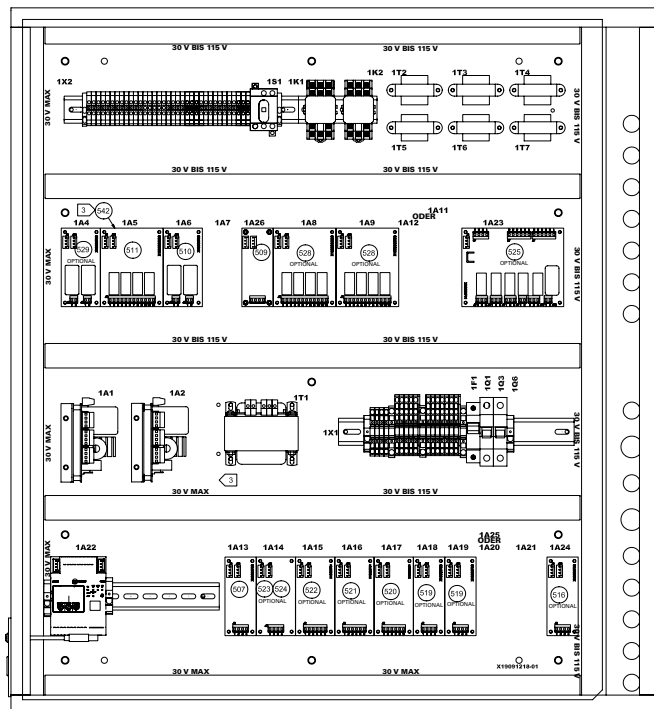 30 V BIS 115 V 30 V BIS 115 V
1X2 1S1 1K1 1K2 1T2 1T3 1T4
30 V MAX
30 V BIS 115 V
1T5 1T6 1T7
30 V BIS 115 V 30 V BIS 115 V
3 542
1A11
ODER
1A4 1A5 1A6 1A7 1A26 1A8 1A9 1A12 1A23
529 511 510 509 528 528 525
OPTIONAL OPTIONAL OPTIONAL OPTIONAL
30 V MAX
30 V BIS 115 V
30 V BIS 115 V 30 V BIS 115 V
1A1 1A2 1T1 1F1 1Q1 1Q3 1Q6
1X1
30 V MAX
30 V BIS 115 V
3
30 V MAX 30 V BIS 115 V
1A25
ODER
30 V MAX
1A22 1A13 1A14 1A15 1A16 1A17 1A18 1A19 1A20 1A21 1A24
507 523 524 522 521 520 519 519 516
OPTIONAL OPTIONAL OPTIONAL OPTIONAL OPTIONAL OPTIONAL OPTIONAL
30 V BIS 115 V
X19091218-01
30 V MAX 30 V MAX